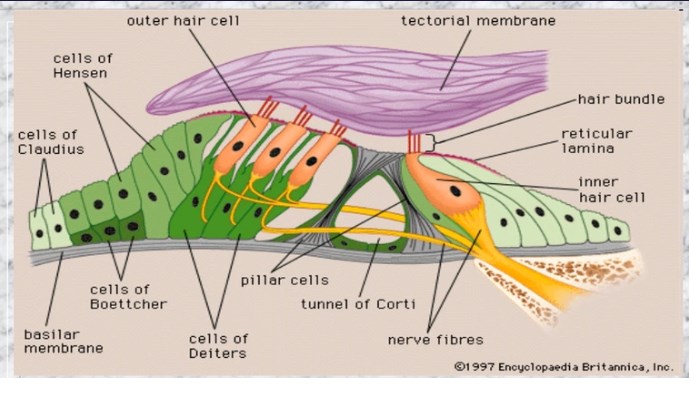 outer hair cell
tectorial membrane
cells of
Hensen
hair bundle
cells of
Claudius
reticular
lamina
inner
hair cell
pillar cells
cells of
Boettcher
tunnel of Corti
basilar
membrane
cells of
Deiters
nerve fibres
©1997 Encyclopaedia Britannica, Inc.